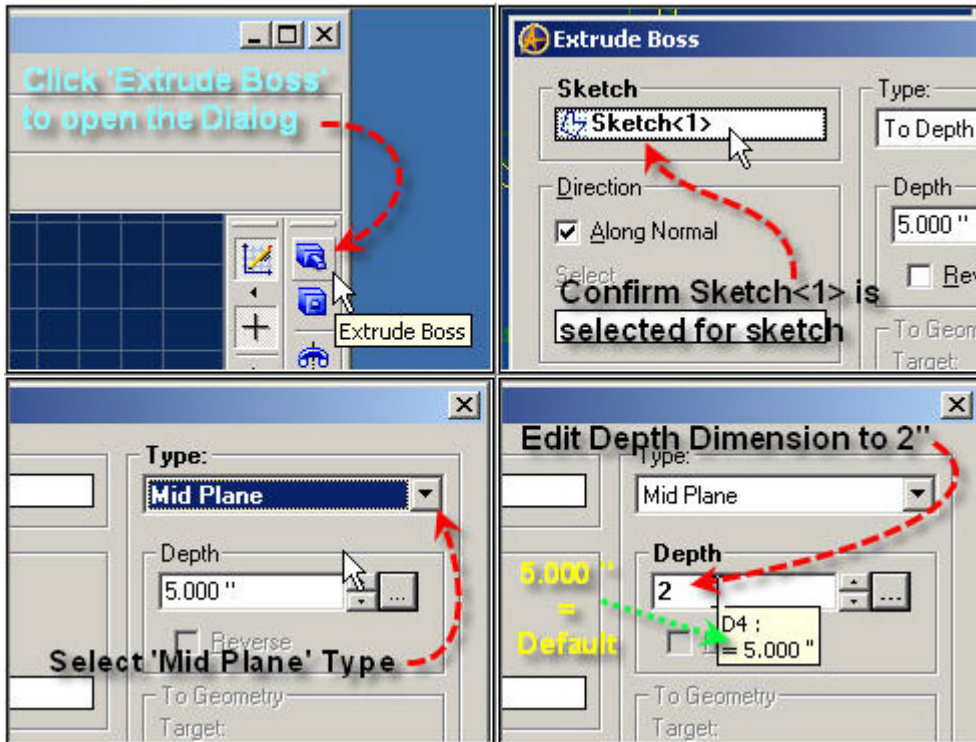 Click 'Extrude Boss'
to open the Dialog
Extrude Boss
Extrude Boss
Sketch
Sketch<1>
Type:
To Depth
Direction
Along Normal
Select
Depth
5.000 "
Confirm Sketch<1> is
selected for sketch
To Geom
Target:
Type:
Mid Plane
Depth
5.000 "
...
Reverse
Select 'Mid Plane' Type
To Geometry
Target:
Edit Depth Dimension to 2"
Type:
Mid Plane
Depth
2
...
5.000 "
=
Default
D4 :
= 5.000 "
To Geometry
Target: